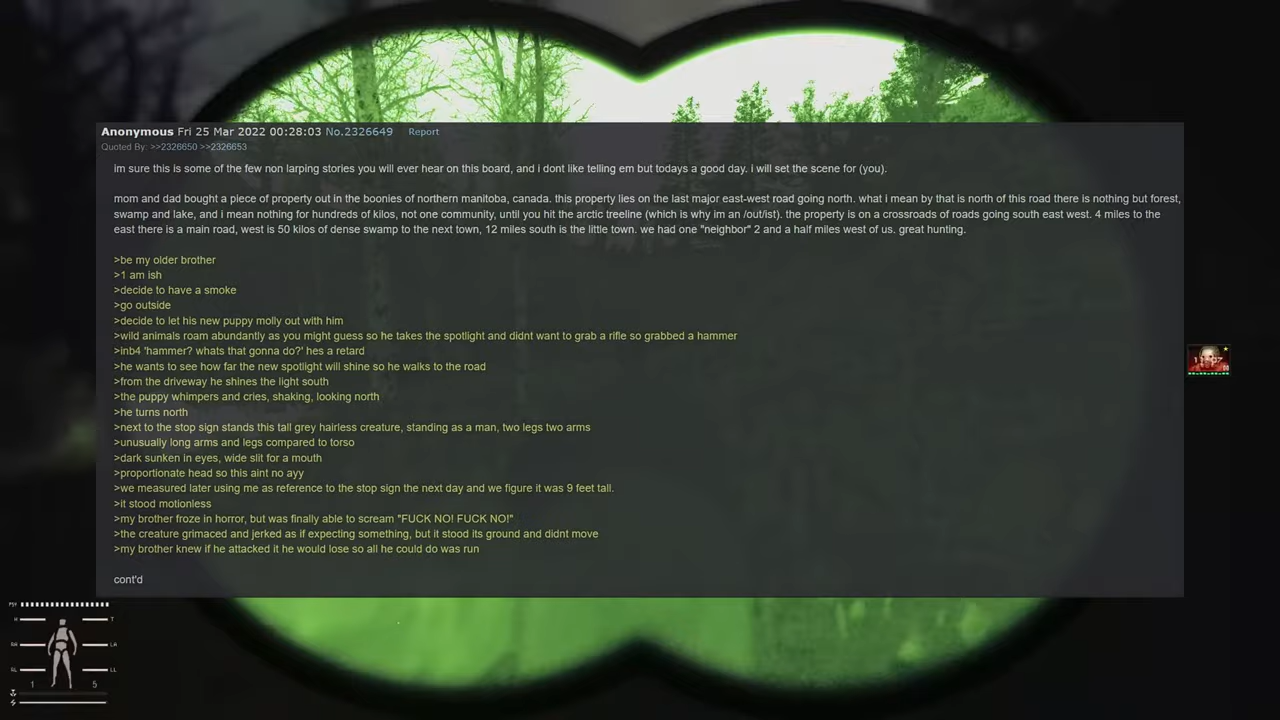 Anonymous Fri 25 Mar 2022 00:28:03 No.2326649 Report
Quoted By: >>2326650 >>2326653
im sure this is some of the few non larping stories you will ever hear on this board, and i dont like telling em but todays a good day. i will set the scene for (you).
mom and dad bought a piece of property out in the boonies of northern manitoba, canada. this property lies on the last major east-west road going north. what i mean by that is north of this road there is nothing but forest,
swamp and lake, and i mean nothing for hundreds of kilos, not one community, until you hit the arctic treeline (which is why im an /out/ist). the property is on a crossroads of roads going south east west. 4 miles to the
east there is a main road, west is 50 kilos of dense swamp to the next town, 12 miles south is the little town. we had one "neighbor" 2 and a half miles west of us. great hunting.
>be my older brother
>1 am ish
>decide to have a smoke
>go outside
>decide to let his new puppy molly out with him
>wild animals roam abundantly as you might guess so he takes the spotlight and didnt want to grab a rifle so grabbed a hammer
>inb4 'hammer? whats that gonna do?' hes a retard
>he wants to see how far the new spotlight will shine so he walks to the road
>from the driveway he shines the light south
>the puppy whimpers and cries, shaking, looking north
>he turns north
>next to the stop sign stands this tall grey hairless creature, standing as a man, two legs two arms
>unusually long arms and legs compared to torso
>dark sunken in eyes, wide slit for a mouth
>proportionate head so this aint no ayy
>we measured later using me as reference to the stop sign the next day and we figure it was 9 feet tall.
>it stood motionless
>my brother froze in horror, but was finally able to scream "FUCK NO! FUCK NO!"
>the creature grimaced and jerked as if expecting something, but it stood its ground and didnt move
>my brother knew if he attacked it he would lose so all he could do was run
cont'd
H T
LA
LL
1 5